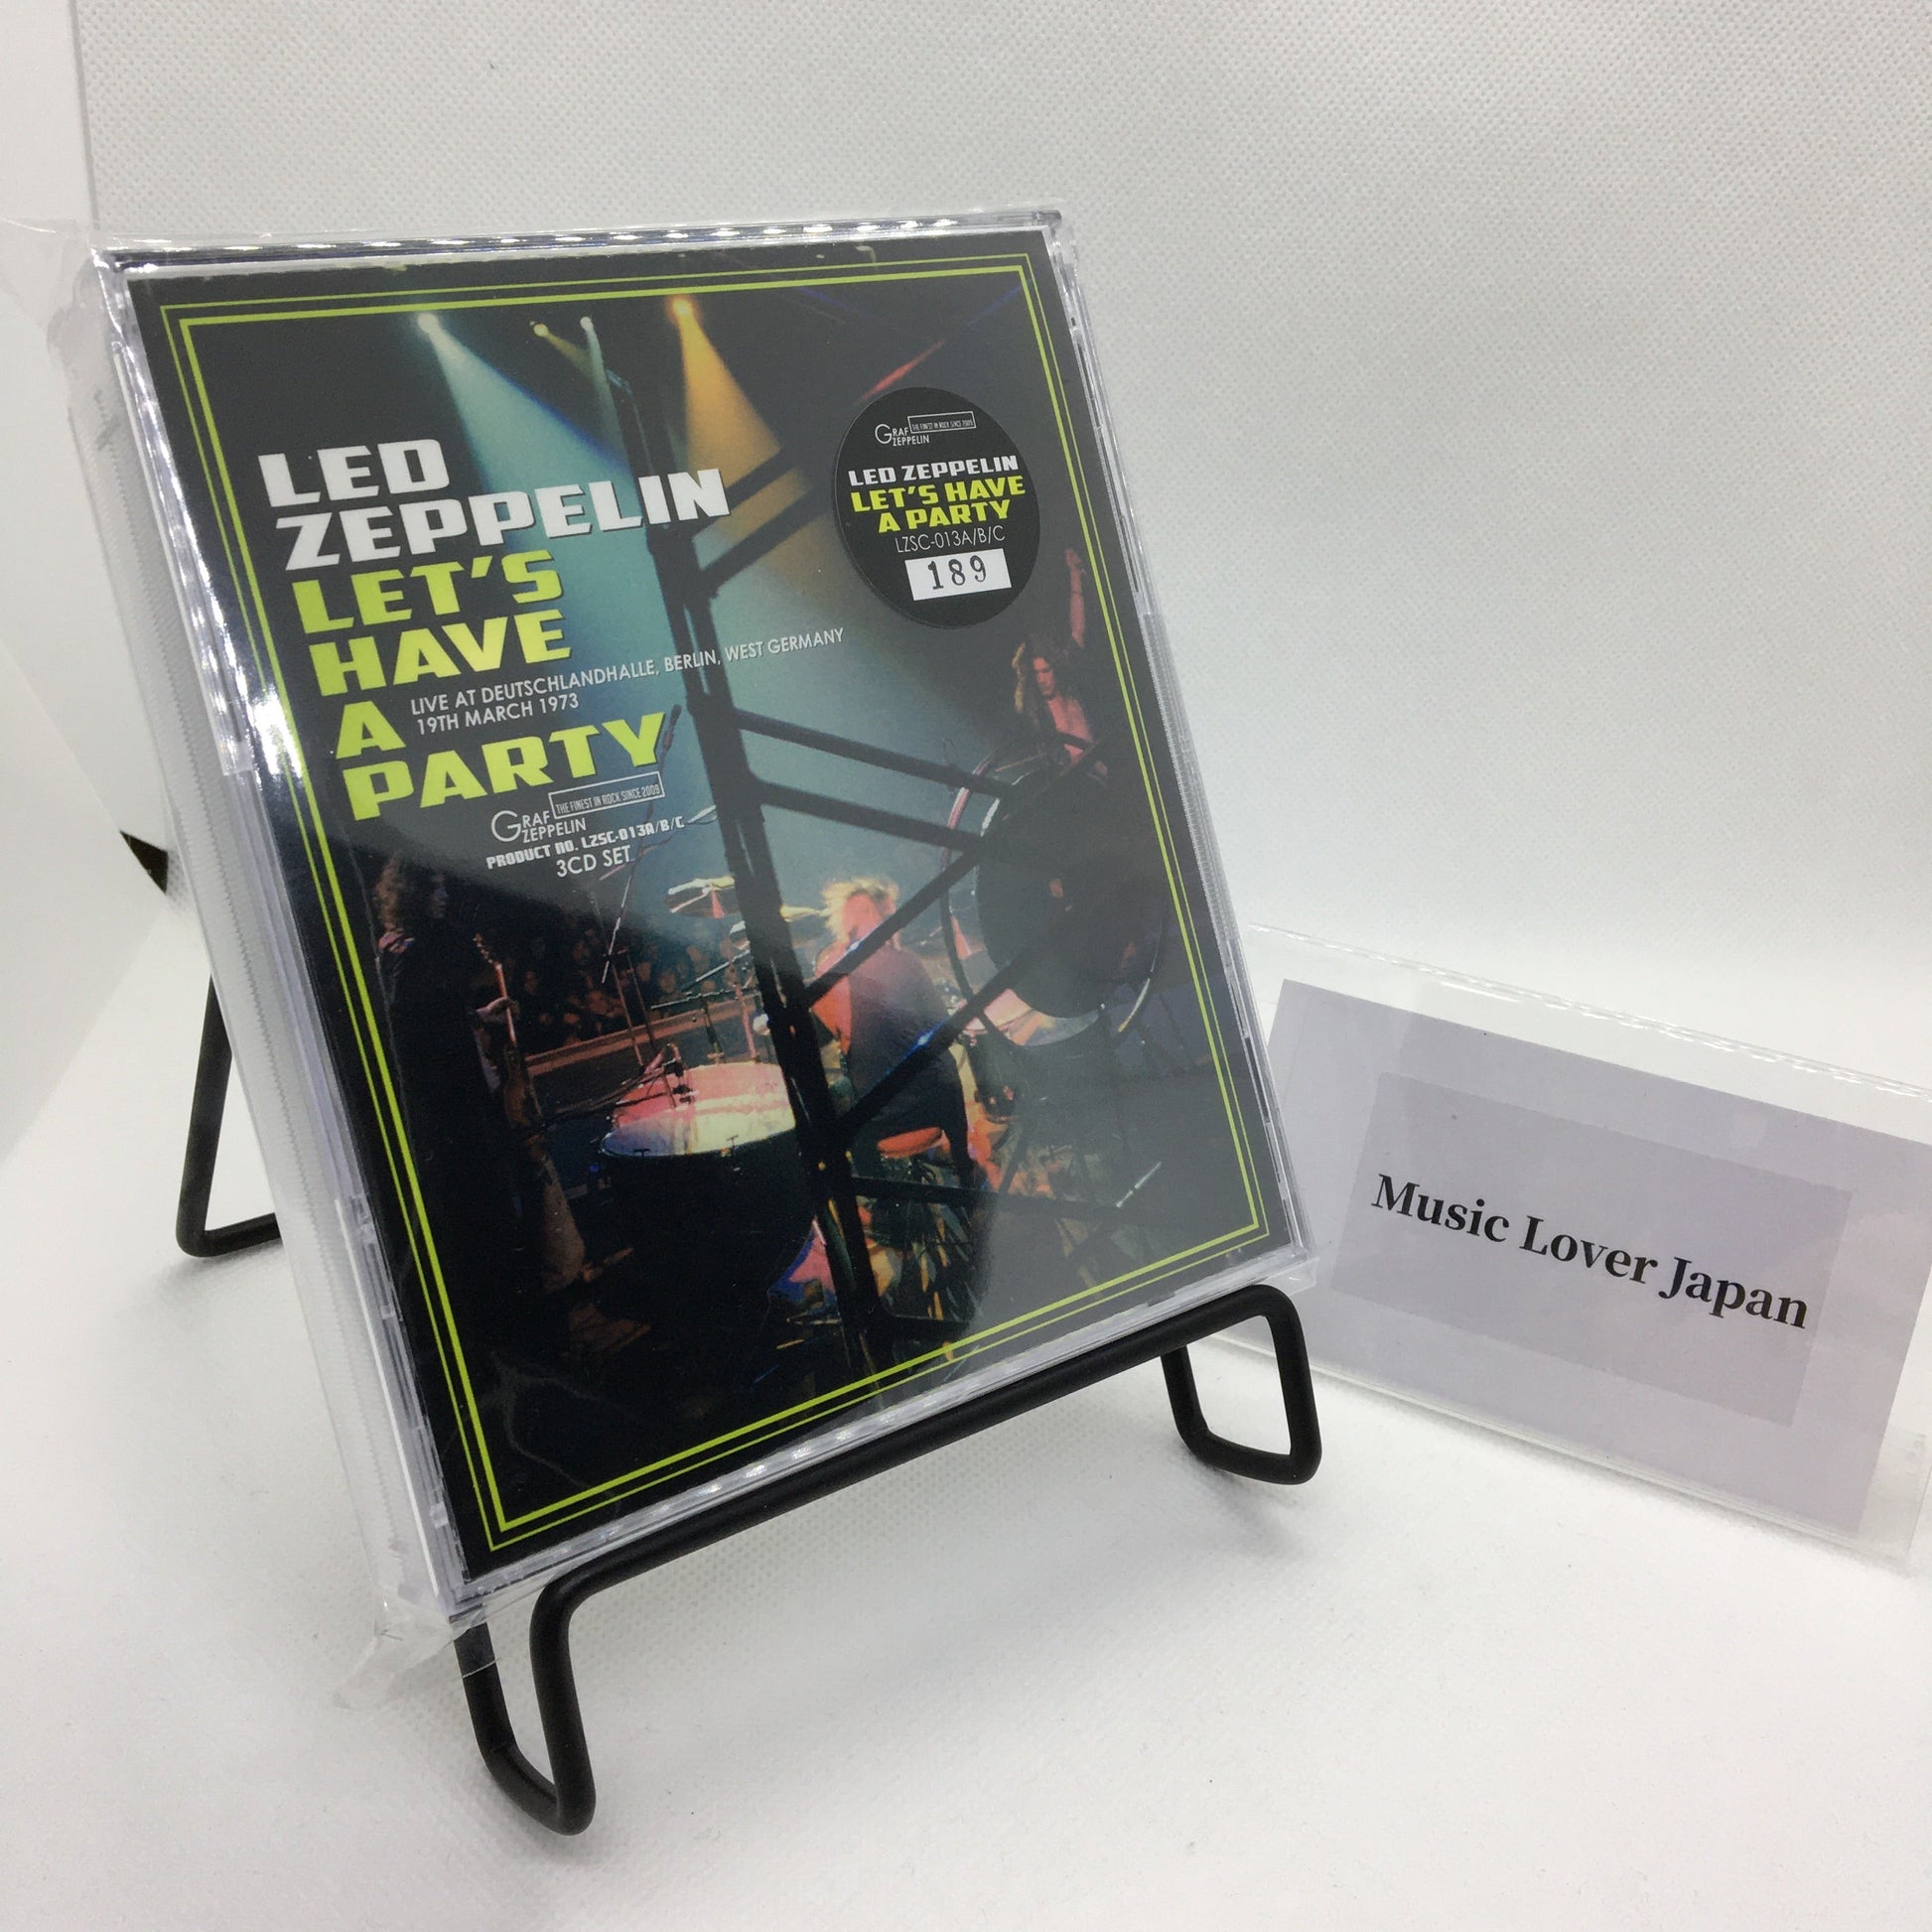 LED
ZEPPELIN
LET'S
HAVE
LIVE AT DEUTSCHLANDHALLE, BERLIN, WEST GERMANY
19TH MARCH 1973
A
PARTY
GRAF ZEPPELIN
THE FINEST IN ROCK SINCE 2009
PRODUCT NO. LZSC-013A/B/C
3CD SET
GRAF ZEPPELIN
THE FINEST IN ROCK SINCE 2009
LED ZEPPELIN
LET'S HAVE
A PARTY
LZSC-013A/B/C
189
Music Lover Japan